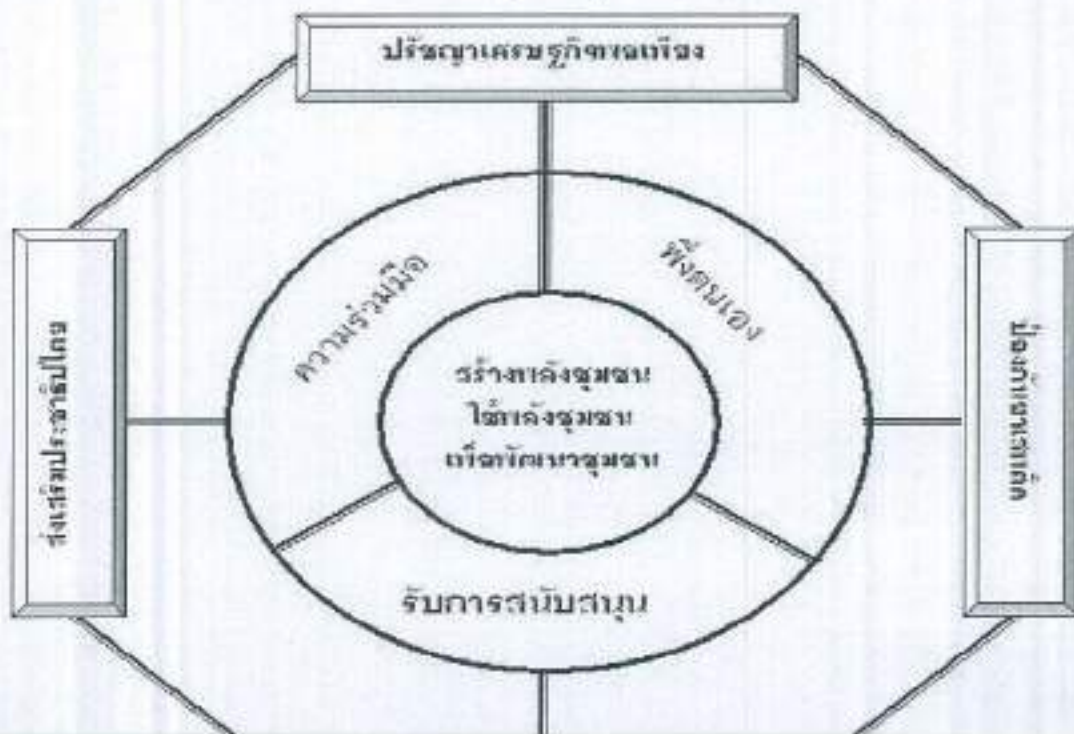 ปรัชญาเศรษฐกิจพอเพียง
ความร่วมมือ
พึ่งตนเอง
สร้างพลังชุมชน
ใช้พลังชุมชน
เพื่อพัฒนาชุมชน
ส่งเสริมประชาธิปไตย
ป้องกันยาเสพติด
รับการสนับสนุน